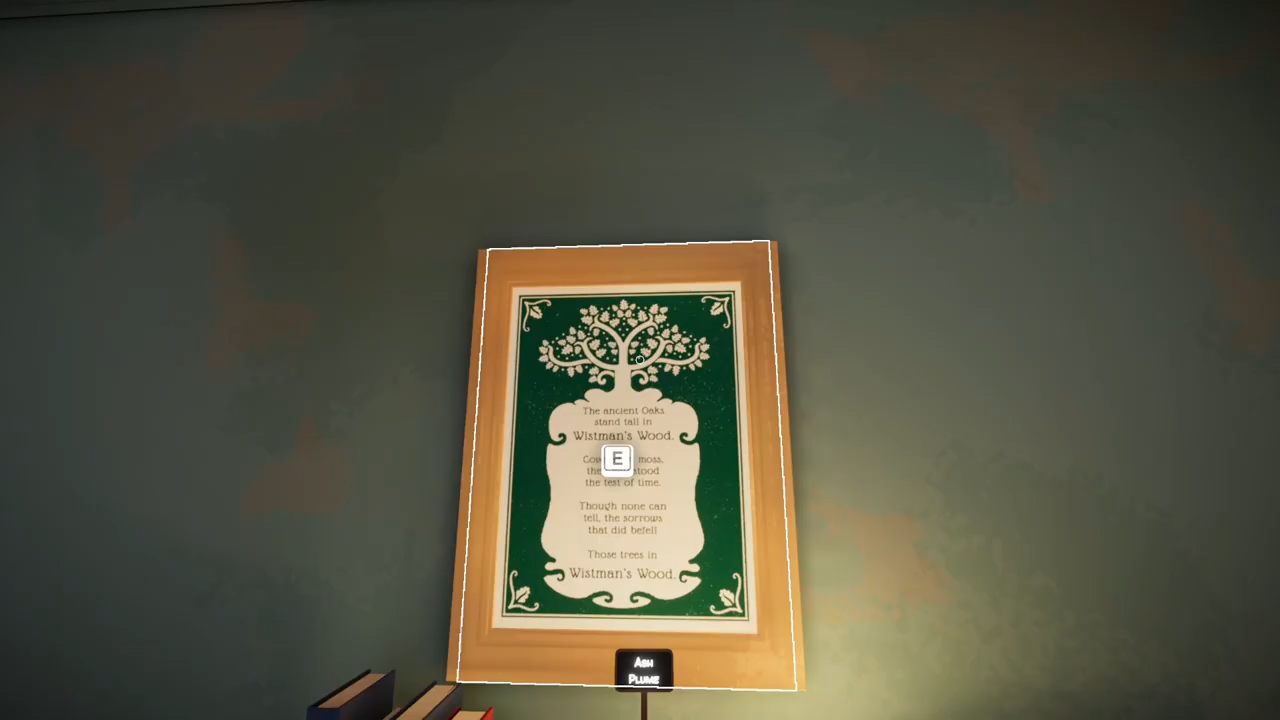 The ancient Oaks
stand tall in
Wistman's Wood.
E
moss,
the stood
the test of time.
Though none can
tell, the sorrows
that did befell
Those trees in
Wistman's Wood.
Ash
Plume